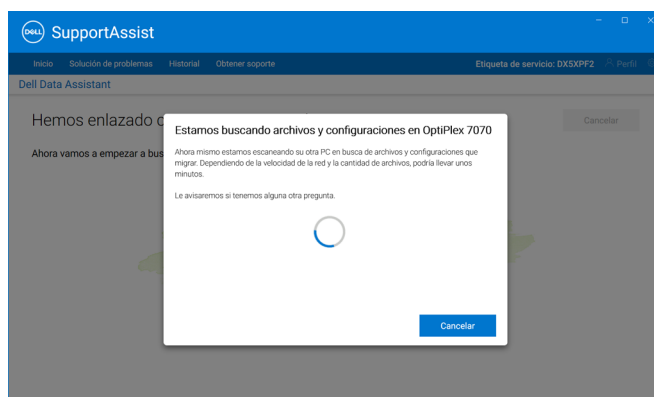 DELL SupportAssist
Inicio Solución de problemas Historial Obtener soporte Etiqueta de servicio: DX5XPF2 Perfil
Dell Data Assistant
Hemos enlazado
Cancelar
Ahora vamos a empezar a bus
Estamos buscando archivos y configuraciones en OptiPlex 7070
Ahora mismo estamos escaneando su otra PC en busca de archivos y configuraciones que
migrar. Dependiendo de la velocidad de la red y la cantidad de archivos, podría llevar unos
minutos.
Le avisaremos si tenemos alguna otra pregunta.
Cancelar